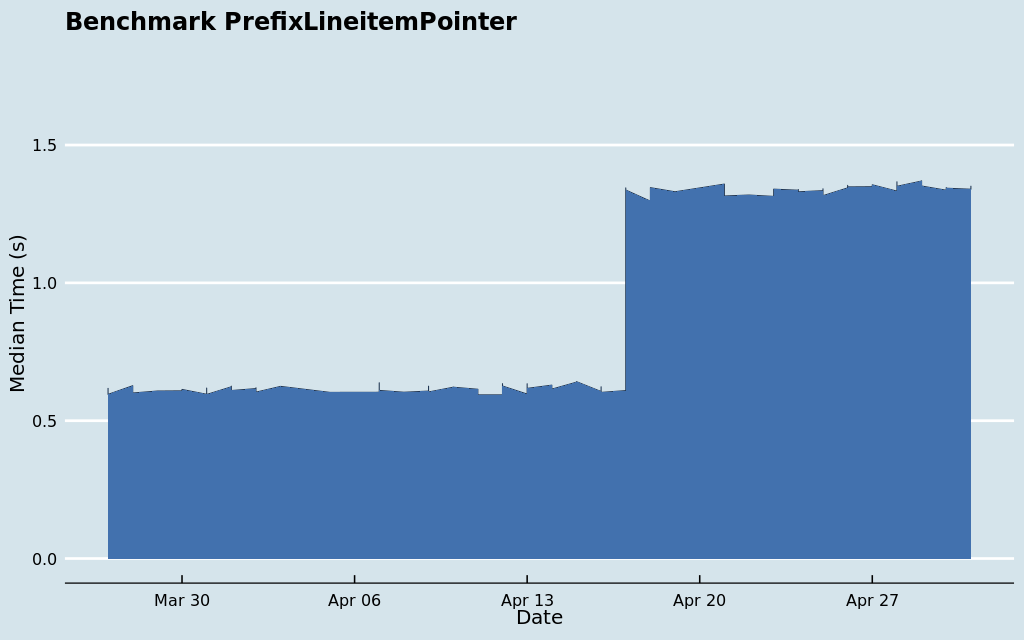 Benchmark PrefixLineitemPointer
Median Time (s)
1.5
1.0
0.5
0.0
Mar 30
Apr 06
Apr 13
Apr 20
Apr 27
Date